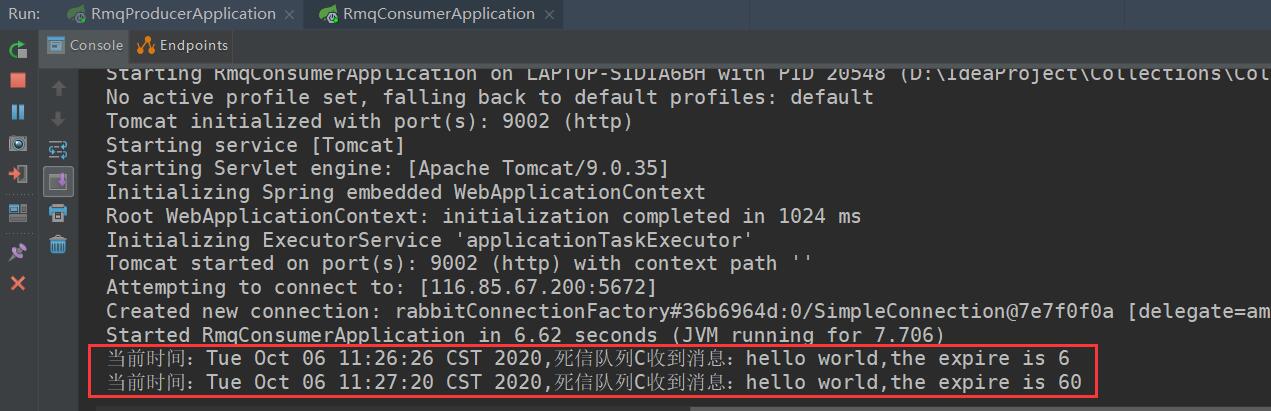 Run: RmqProducerApplication × RmqConsumerApplication ×
Console Endpoints
Starting RmqConsumerApplication on LAPTOP-SIDIA6BH with PID 20548 (D:\IdeaProject\Collections\Col
No active profile set, falling back to default profiles: default
Tomcat initialized with port(s): 9002 (http)
Starting service [Tomcat]
Starting Servlet engine: [Apache Tomcat/9.0.35]
Initializing Spring embedded WebApplicationContext
Root WebApplicationContext: initialization completed in 1024 ms
Initializing ExecutorService 'applicationTaskExecutor'
Tomcat started on port(s): 9002 (http) with context path ''
Attempting to connect to: [116.85.67.200:5672]
Created new connection: rabbitConnectionFactory#36b6964d:0/SimpleConnection@7e7f0f0a [delegate=am
Started RmqConsumerApplication in 6.62 seconds (JVM running for 7.706)
当前时间：Tue Oct 06 11:26:26 CST 2020,死信队列C收到消息：hello world,the expire is 6
当前时间：Tue Oct 06 11:27:20 CST 2020,死信队列C收到消息：hello world,the expire is 60